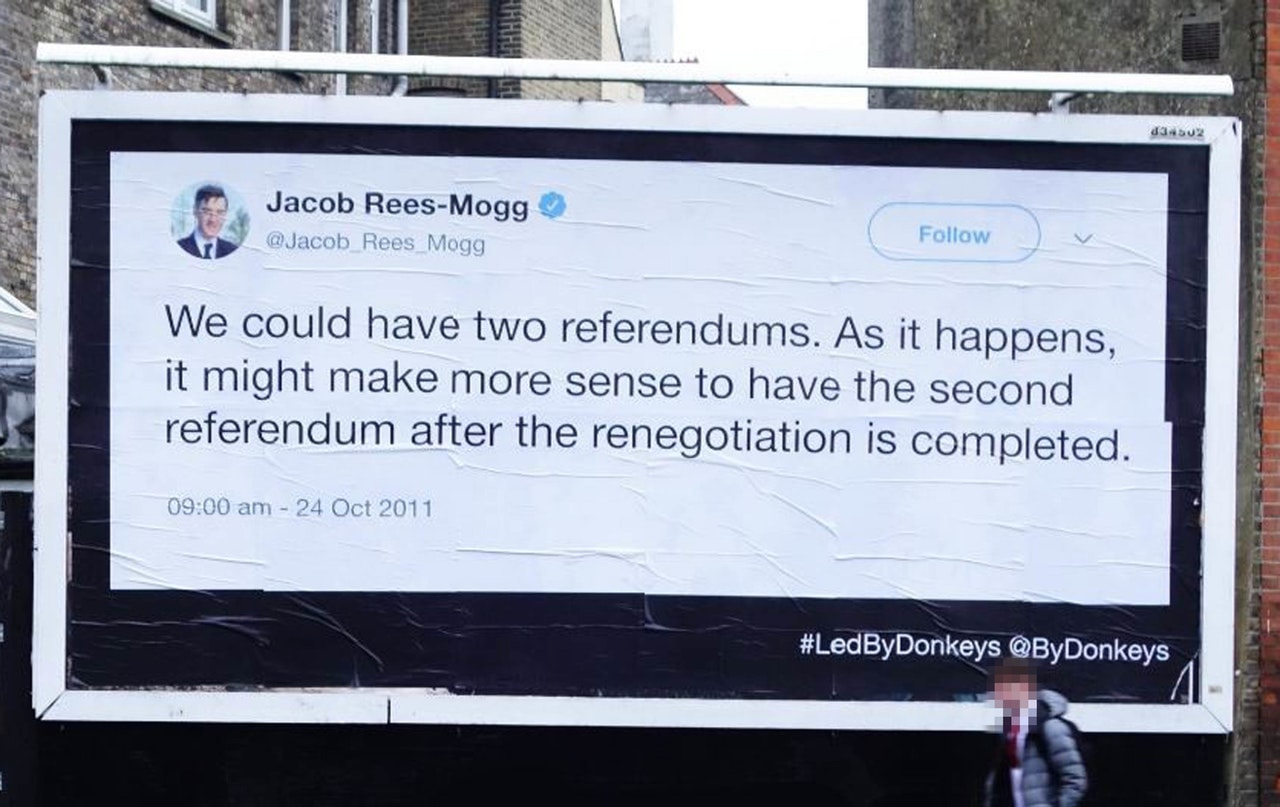 d34502
Jacob Rees-Mogg
@Jacob_Rees_Mogg
Follow
We could have two referendums. As it happens,
it might make more sense to have the second
referendum after the renegotiation is completed.
09:00 am - 24 Oct 2011
#LedByDonkeys @ByDonkeys